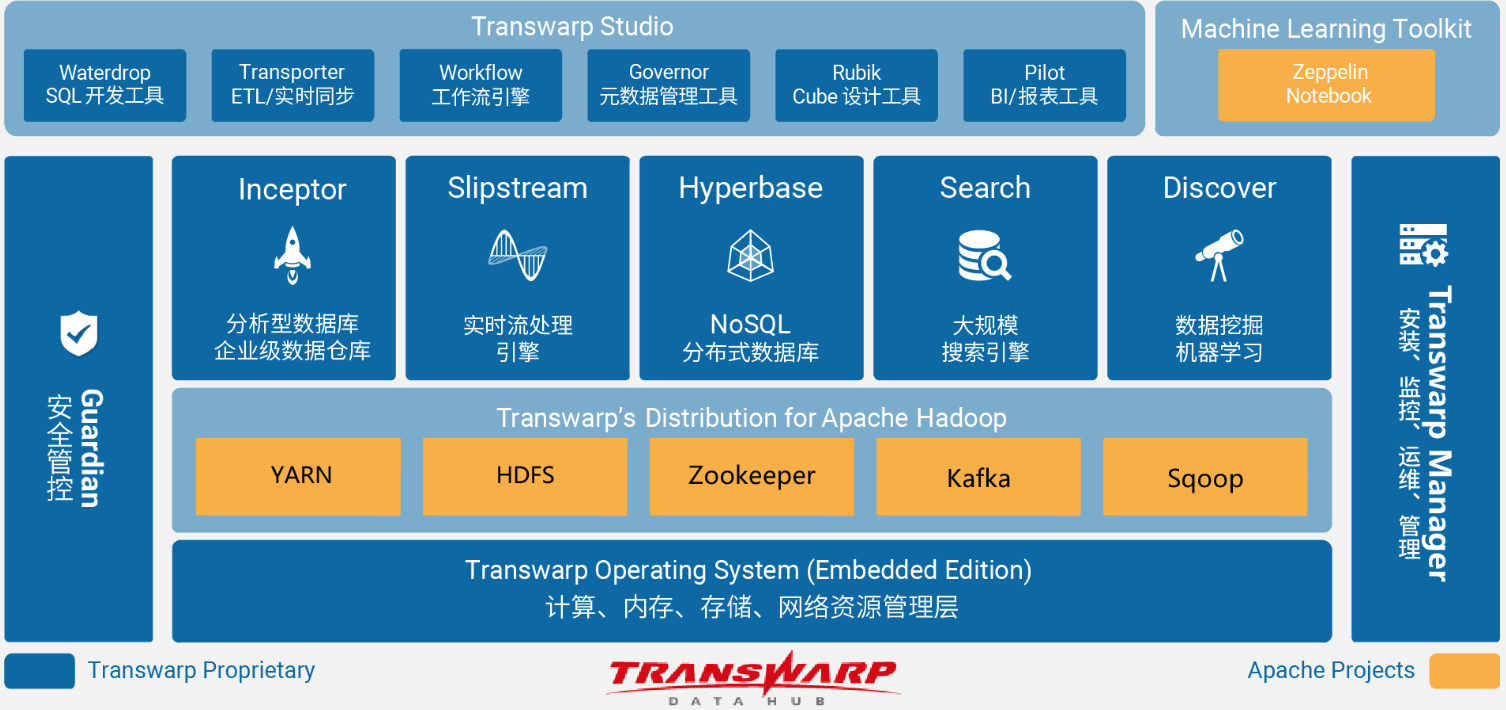 Transwarp Studio
Waterdrop
SQL 开发工具
Transporter
ETL/实时同步
Workflow
工作流引擎
Governor
元数据管理工具
Rubik
Cube 设计工具
Pilot
BI/报表工具
Machine Learning Toolkit
Zeppelin
Notebook
Guardian
安全管控
Inceptor
分析型数据库
企业级数据仓库
Slipstream
实时流处理
引擎
Hyperbase
NoSQL
分布式数据库
Search
大规模
搜索引擎
Discover
数据挖掘
机器学习
Transwarp Manager
安装、监控、运维、管理
Transwarp’s Distribution for Apache Hadoop
YARN
HDFS
Zookeeper
Kafka
Sqoop
Transwarp Operating System (Embedded Edition)
计算、内存、存储、网络资源管理层
Transwarp Proprietary
TRANSWARP
DATA HUB
Apache Projects